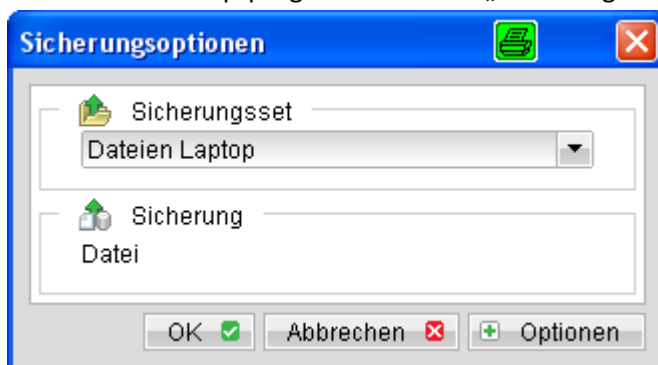 Sicherungsoptionen
Sicherungsset
Dateien Laptop
Sicherung
Datei
OK
Abbrechen
Optionen